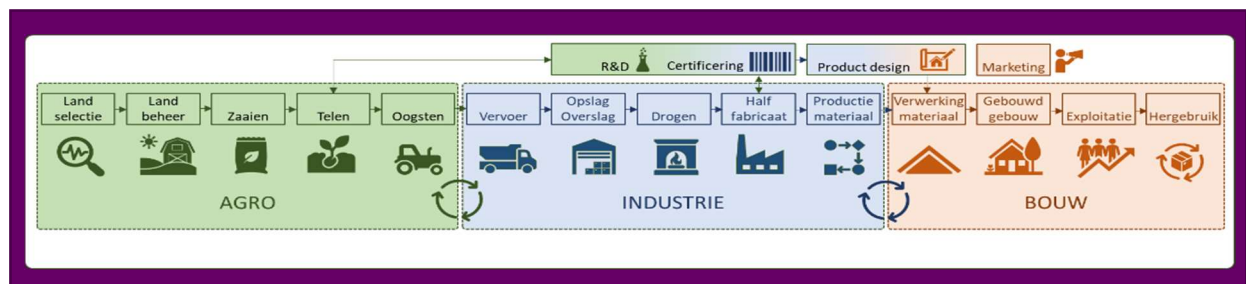 R&D
Certificering
Product design
Marketing
Land
selectie
Land
beheer
Zaaien
Telen
Oogsten
Vervoer
Opslag
Overslag
Drogen
Half
fabricaat
Productie
materiaal
Verwerking
materiaal
Gebouwd
gebouw
Exploitatie
Hergebruik
AGRO
INDUSTRIE
BOUW